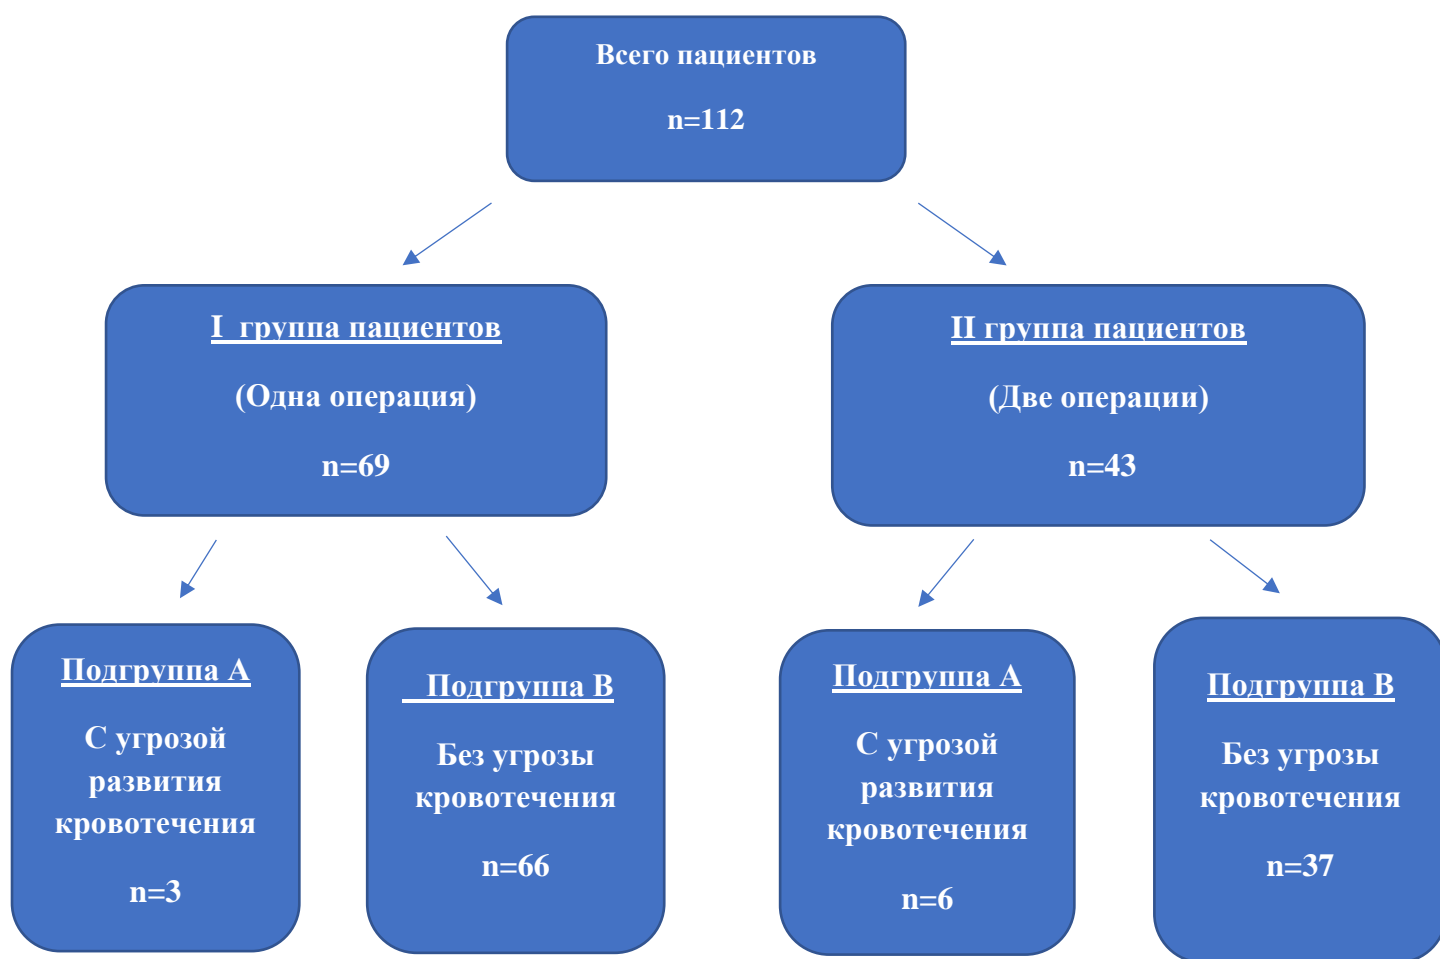 Всего пациентов
n=112
I группа пациентов
(Одна операция)
n=69
II группа пациентов
(Две операции)
n=43
Подгруппа А
С угрозой
развития
кровотечения
n=3
Подгруппа В
Без угрозы
кровотечения
n=66
Подгруппа А
С угрозой
развития
кровотечения
n=6
Подгруппа В
Без угрозы
кровотечения
n=37